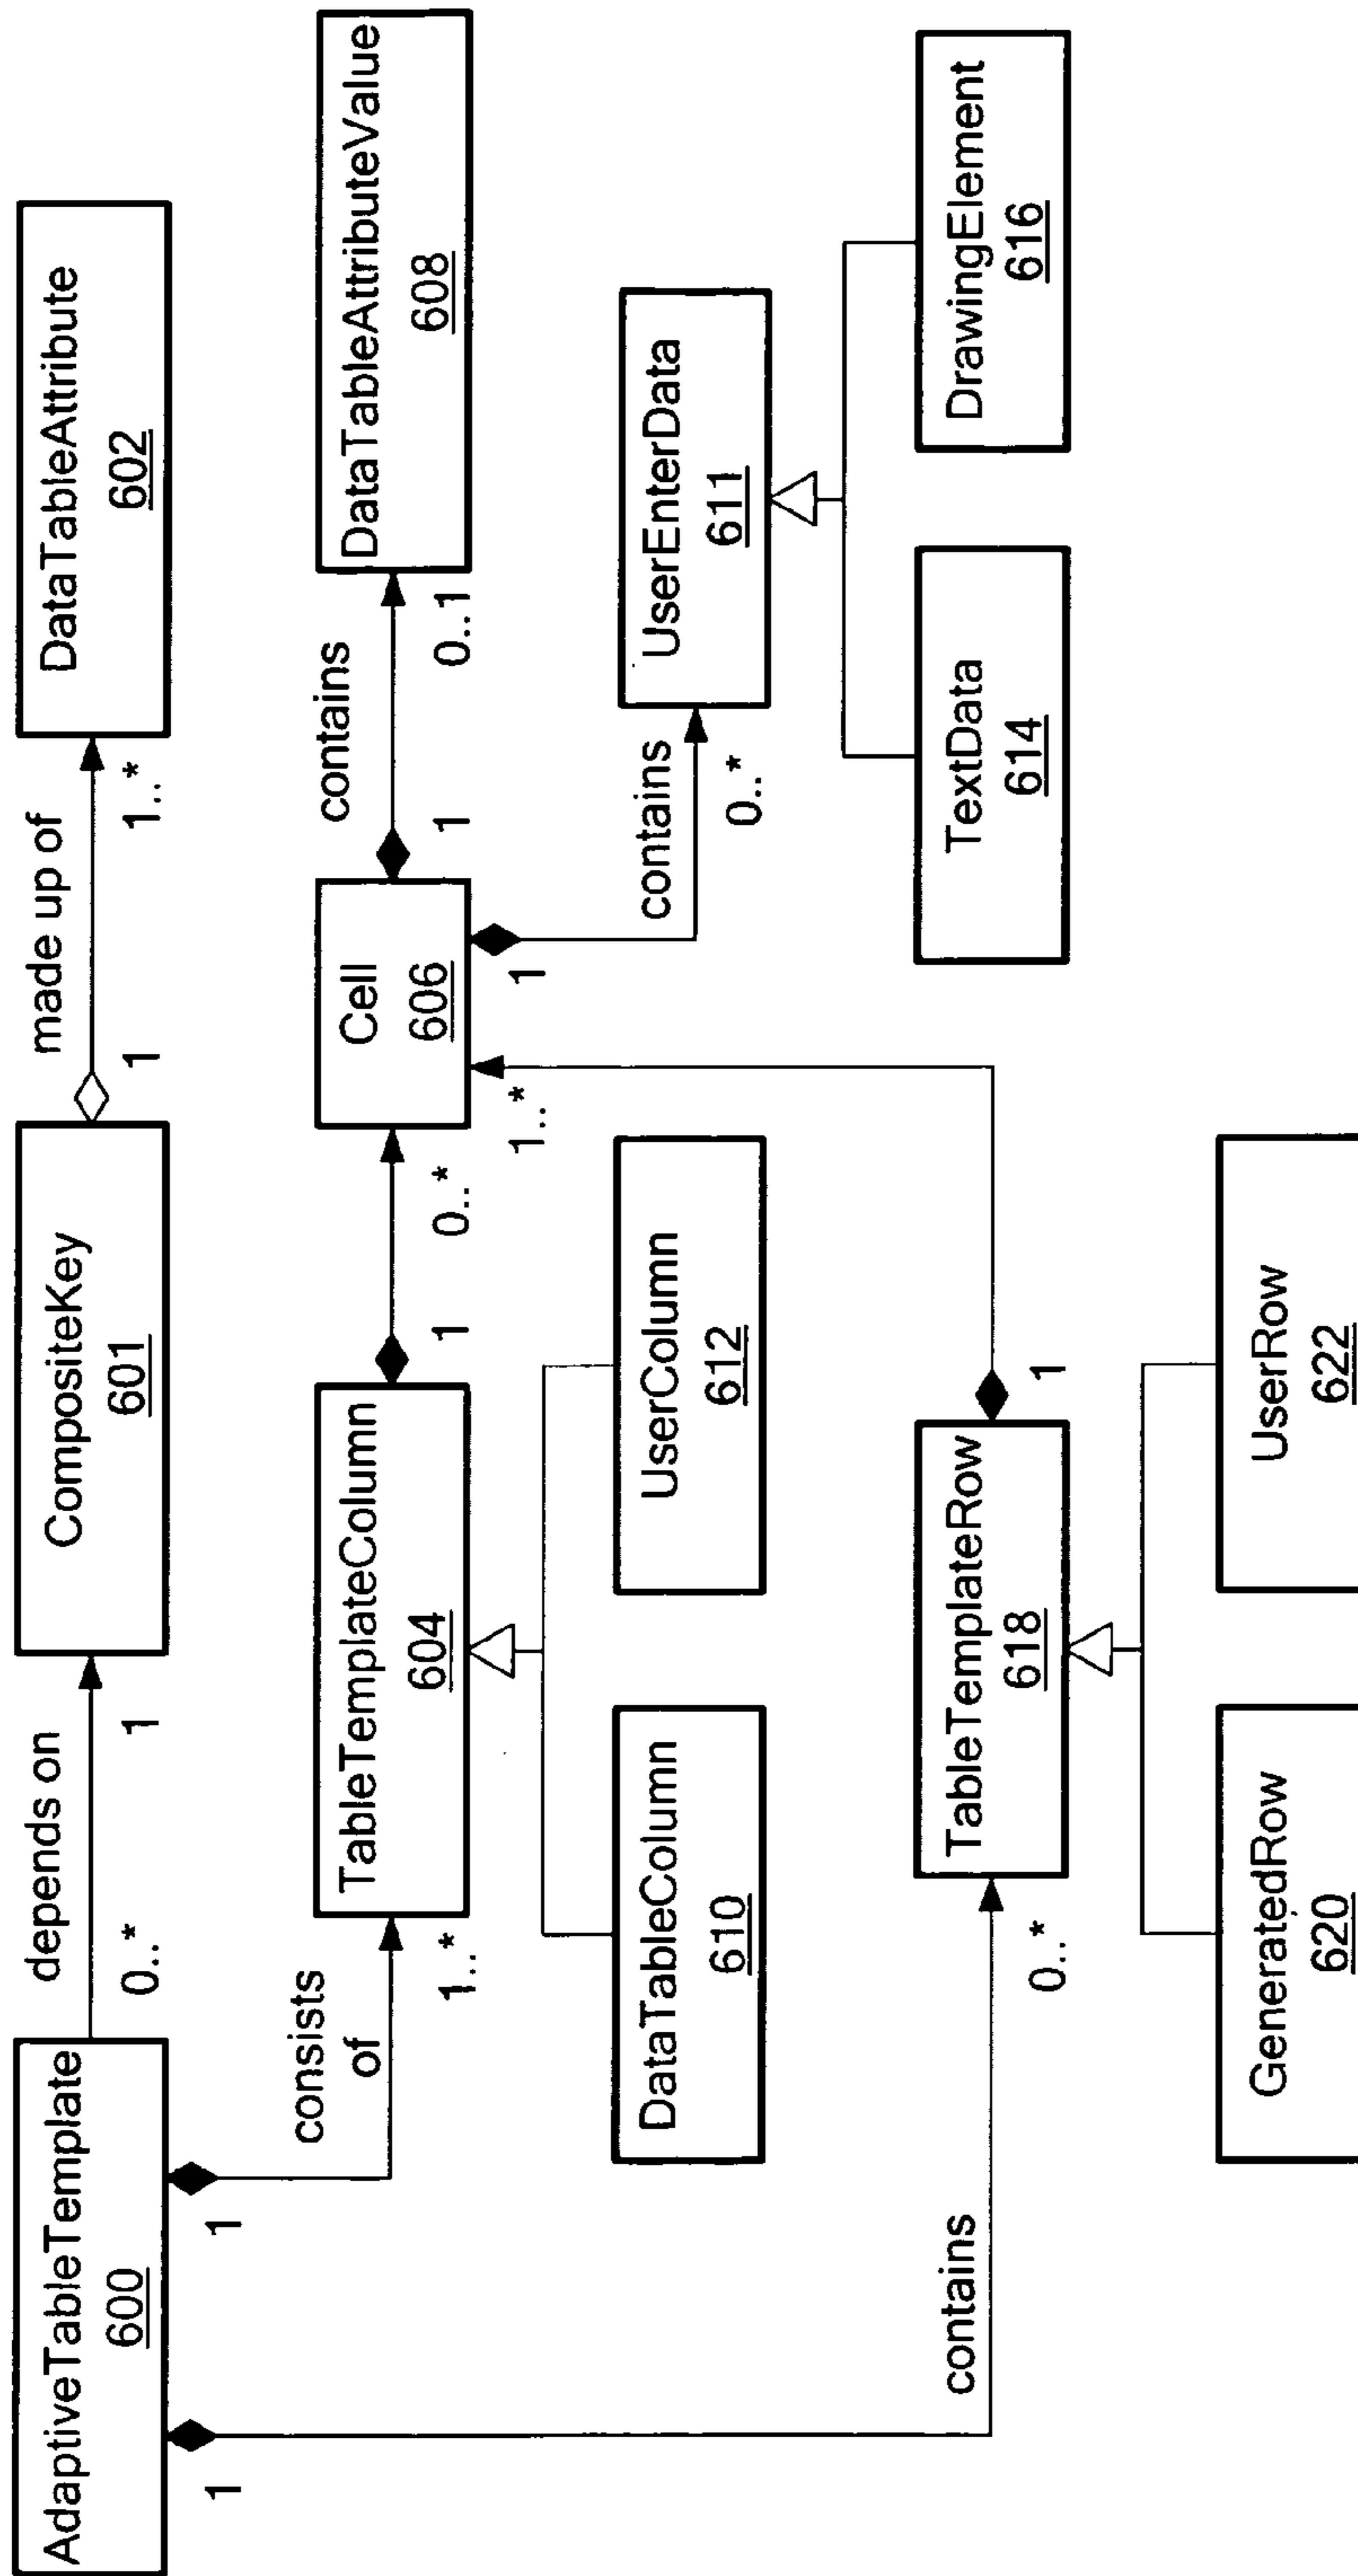 AdaptiveTableTemplate
600
depends on
0..*
1
CompositeKey
601
made up of
1
1..*
DataTableAttribute
602
1
consists
of
1..*
TableTemplateColumn
604
1
0..*
Cell
606
contains
1
0..1
DataTableAttributeValue
608
1..*
1
contains
0..*
UserEnterData
611
DataTableColumn
610
UserColumn
612
TextData
614
DrawingElement
616
1
contains
0..*
TableTemplateRow
618
1
GeneratedRow
620
UserRow
622